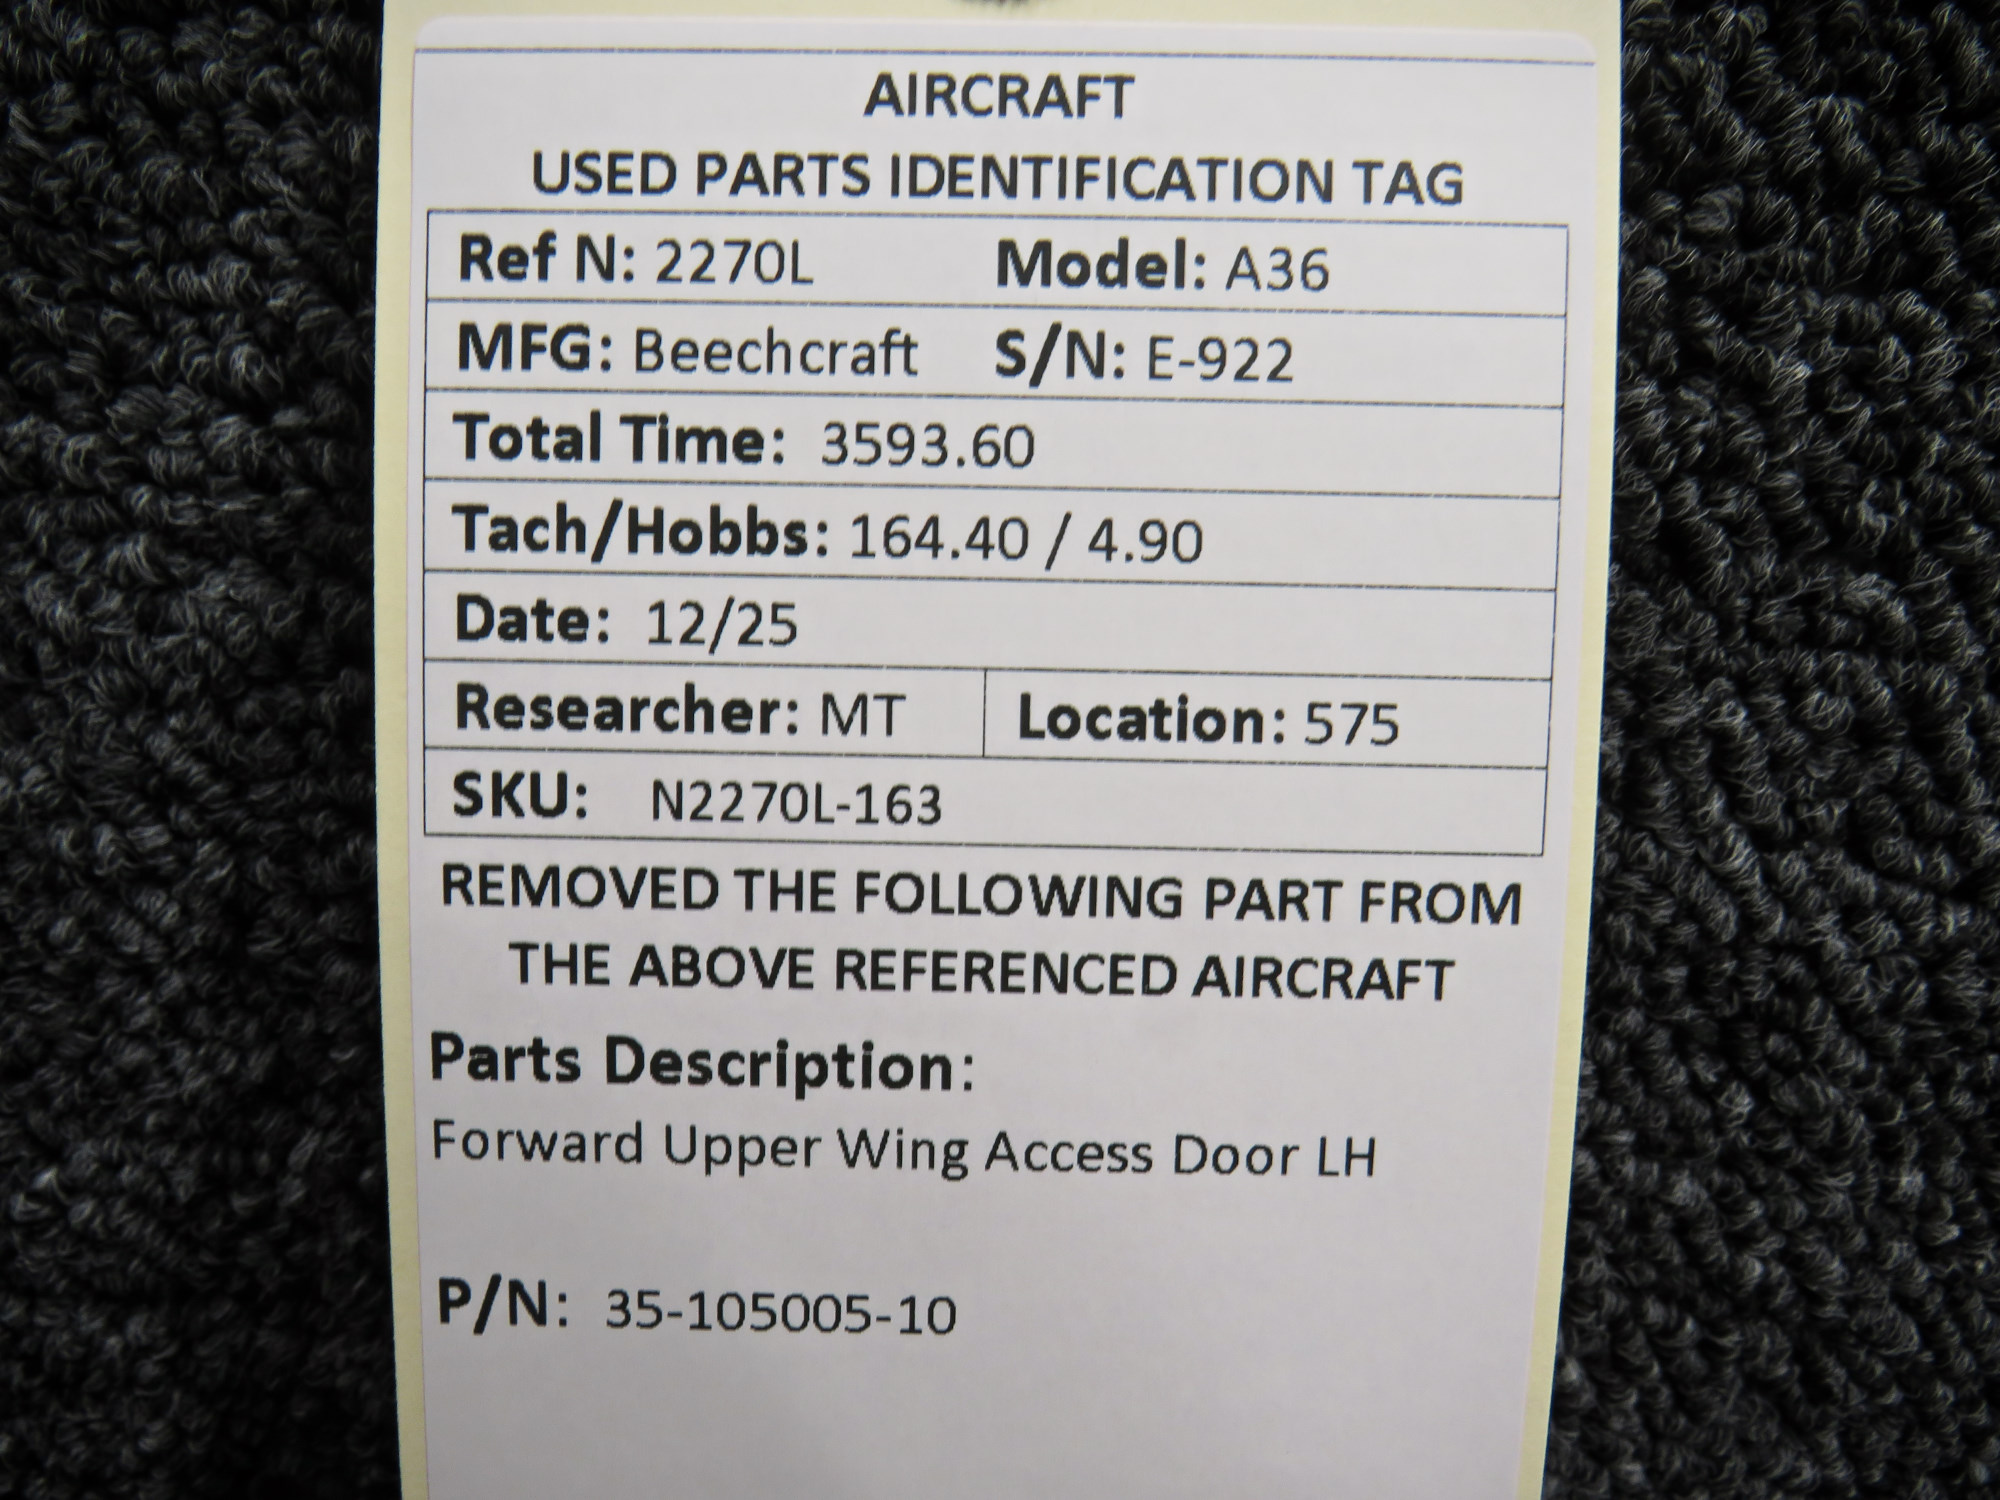 AIRCRAFT
USED PARTS IDENTIFICATION TAG
Ref N: 2270L Model: A36
MFG: Beechcraft S/N: E-922
Total Time: 3593.60
Tach/Hobbs: 164.40 / 4.90
Date: 12/25
Researcher: MT Location: 575
SKU: N2270L-163
REMOVED THE FOLLOWING PART FROM
THE ABOVE REFERENCED AIRCRAFT
Parts Description:
Forward Upper Wing Access Door LH
P/N: 35-105005-10